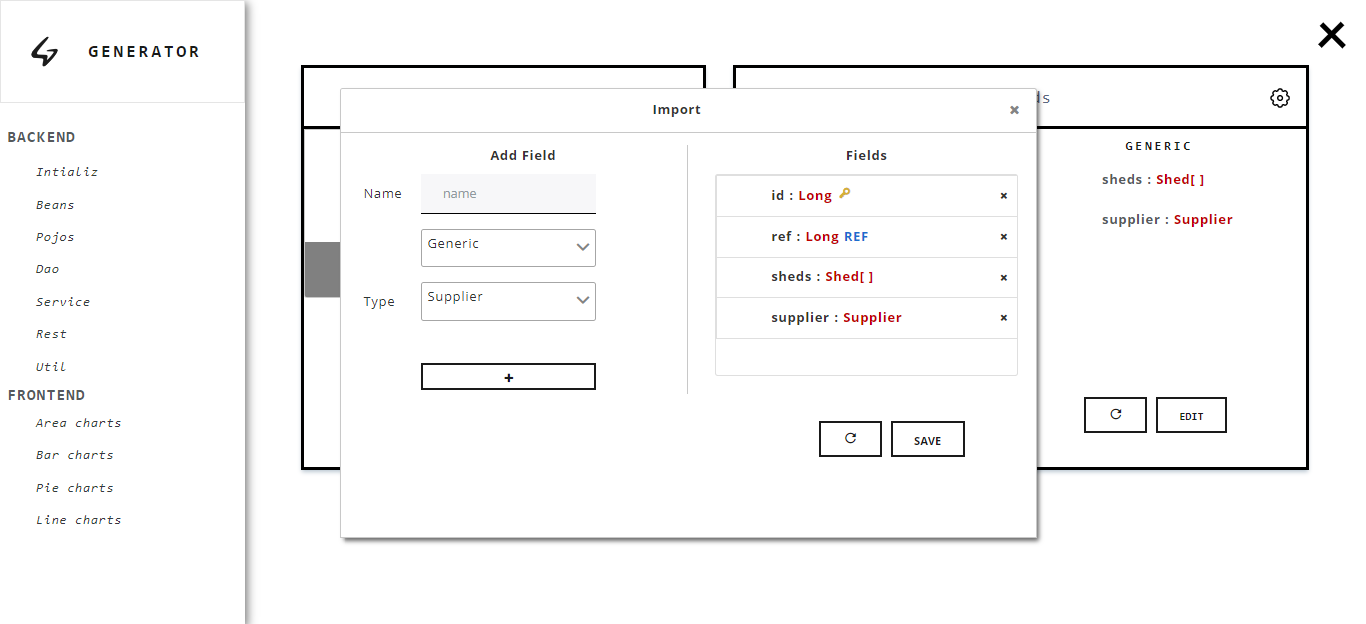 GENERATOR
BACKEND
Intializ
Beans
Pojos
Dao
Service
Rest
Util
FRONTEND
Area charts
Bar charts
Pie charts
Line charts
Import
Add Field
Name
name
Generic
Type
Supplier
+
Fields
id : Long
ref : Long REF
sheds : Shed[ ]
supplier : Supplier
SAVE
ds
GENERIC
sheds : Shed[ ]
supplier : Supplier
EDIT